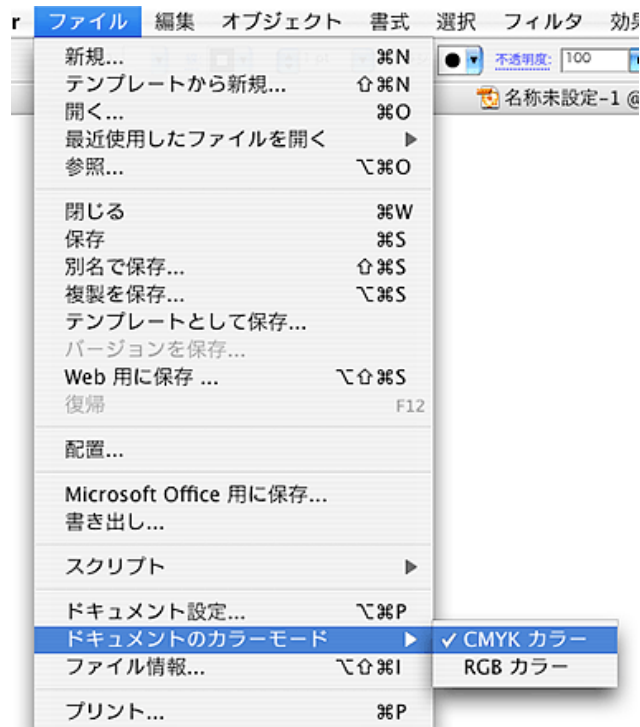 r ファイル 編集 オブジェクト 書式 選択 フィルタ 効果
不透明度: 100
名称未設定-1 @
新規... ⌘N
テンプレートから新規... ⇧⌘N
開く... ⌘O
最近使用したファイルを開く ▶
参照... ⌥⌘O
閉じる ⌘W
保存 ⌘S
別名で保存... ⇧⌘S
複製を保存... ⌥⌘S
テンプレートとして保存...
バージョンを保存...
Web 用に保存 ... ⌥⇧⌘S
復帰 F12
配置...
Microsoft Office 用に保存...
書き出し...
スクリプト ▶
ドキュメント設定... ⌥⌘P
ドキュメントのカラーモード ▶ ✓ CMYK カラー
ファイル情報... ⌥⇧⌘I RGB カラー
プリント... ⌘P